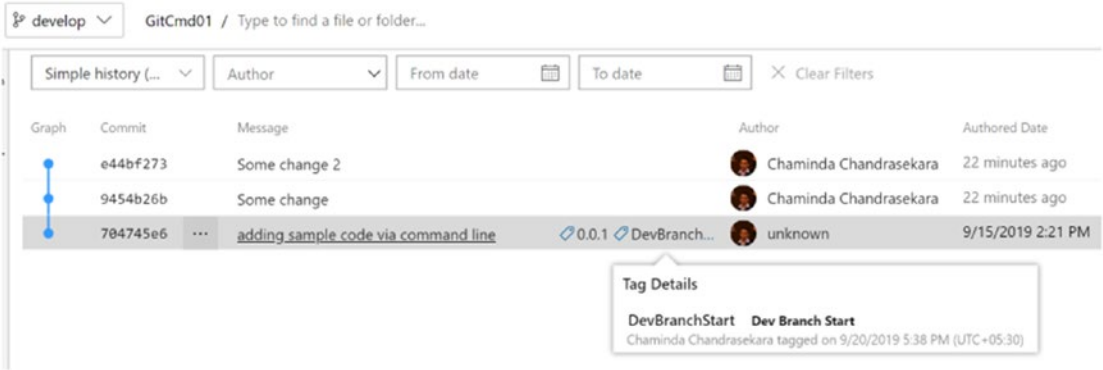 develop GitCmd01 / Type to find a file or folder...
Simple history (... Author From date To date Clear Filters
Graph Commit Message Author Authored Date
e44bf273 Some change 2 Chaminda Chandrasekara 22 minutes ago
9454b26b Some change Chaminda Chandrasekara 22 minutes ago
704745e6 ... adding sample code via command line 0.0.1 DevBranch... unknown 9/15/2019 2:21 PM
Tag Details
DevBranchStart Dev Branch Start
Chaminda Chandrasekara tagged on 9/20/2019 5:38 PM (UTC+05:30)